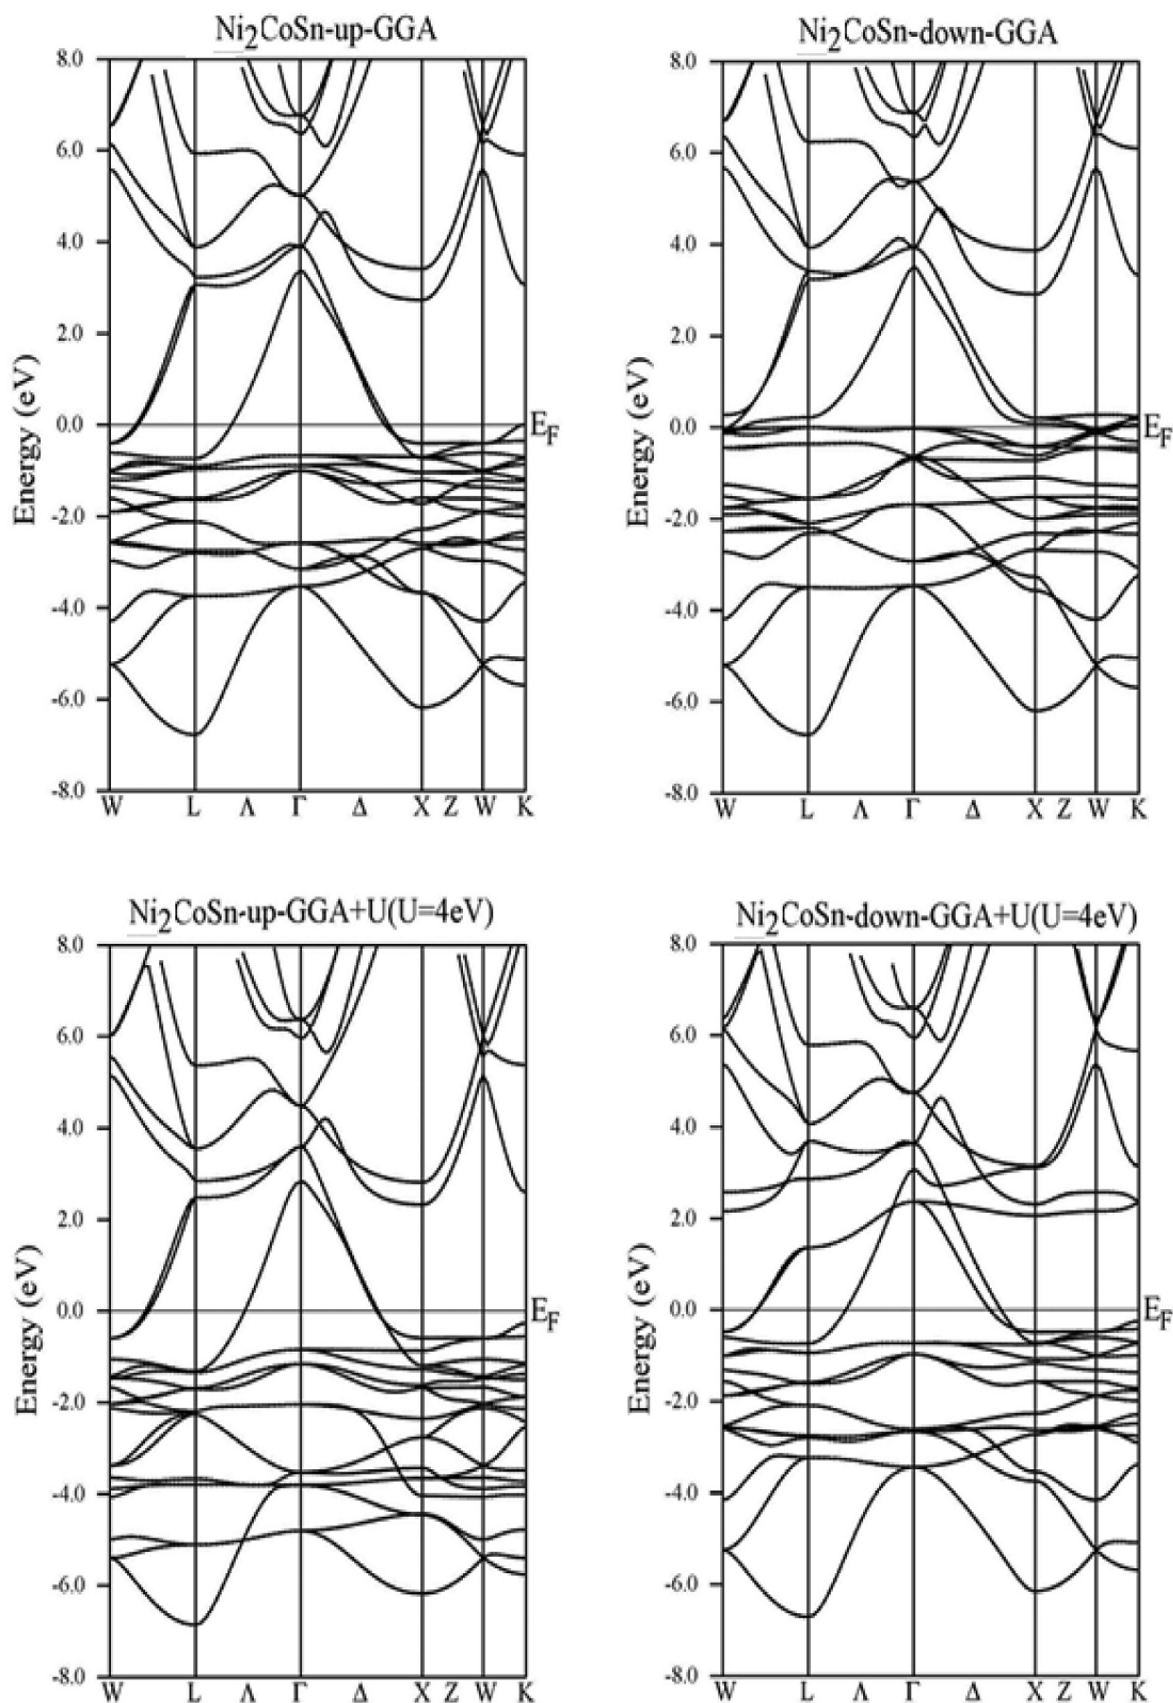 Ni2CoSn-up-GGA
8.0
6.0
4.0
2.0
0.0
-2.0
-4.0
-6.0
-8.0
Energy (eV)
EF
W L Λ Γ Δ X Z W K
Ni2CoSn-down-GGA
8.0
6.0
4.0
2.0
0.0
-2.0
-4.0
-6.0
-8.0
Energy (eV)
EF
W L Λ Γ Δ X Z W K
Ni2CoSn-up-GGA+U(U=4eV)
8.0
6.0
4.0
2.0
0.0
-2.0
-4.0
-6.0
-8.0
Energy (eV)
EF
W L Λ Γ Δ X Z W K
Ni2CoSn-down-GGA+U(U=4eV)
8.0
6.0
4.0
2.0
0.0
-2.0
-4.0
-6.0
-8.0
Energy (eV)
EF
W L Λ Γ Δ X Z W K